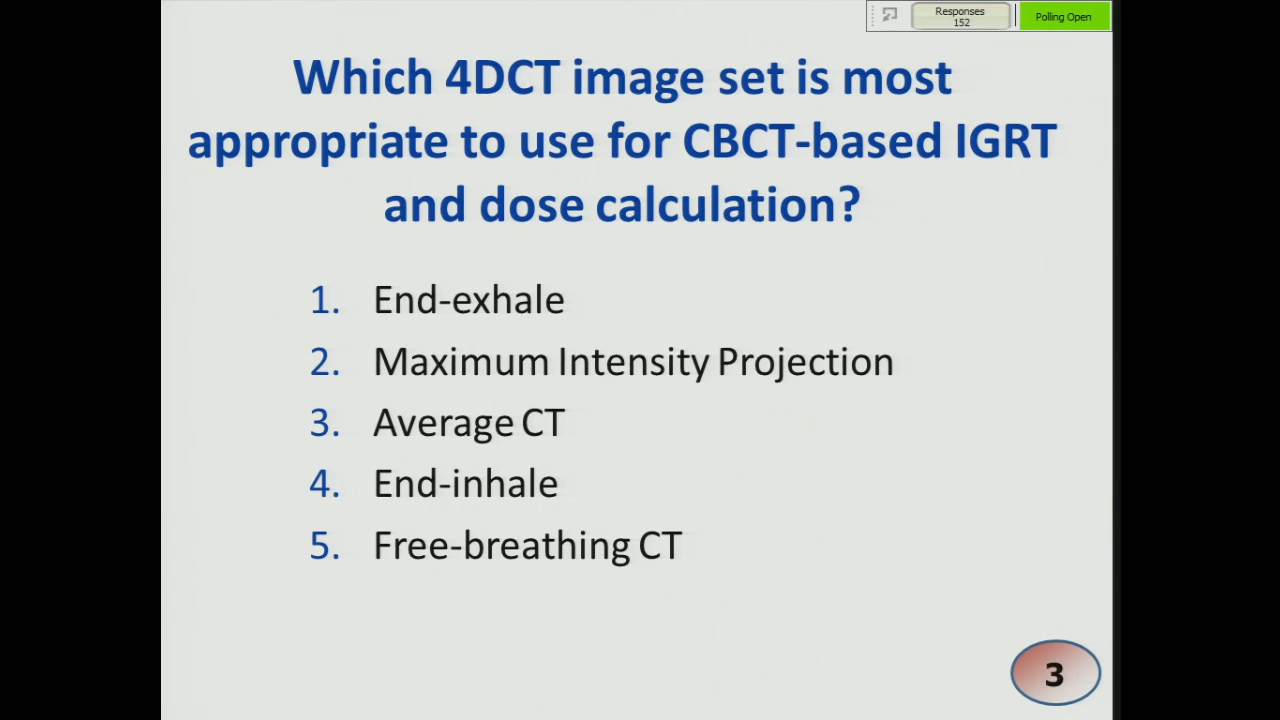 Responses
152
Polling Open
Which 4DCT image set is most
appropriate to use for CBCT-based IGRT
and dose calculation?
1. End-exhale
2. Maximum Intensity Projection
3. Average CT
4. End-inhale
5. Free-breathing CT
3